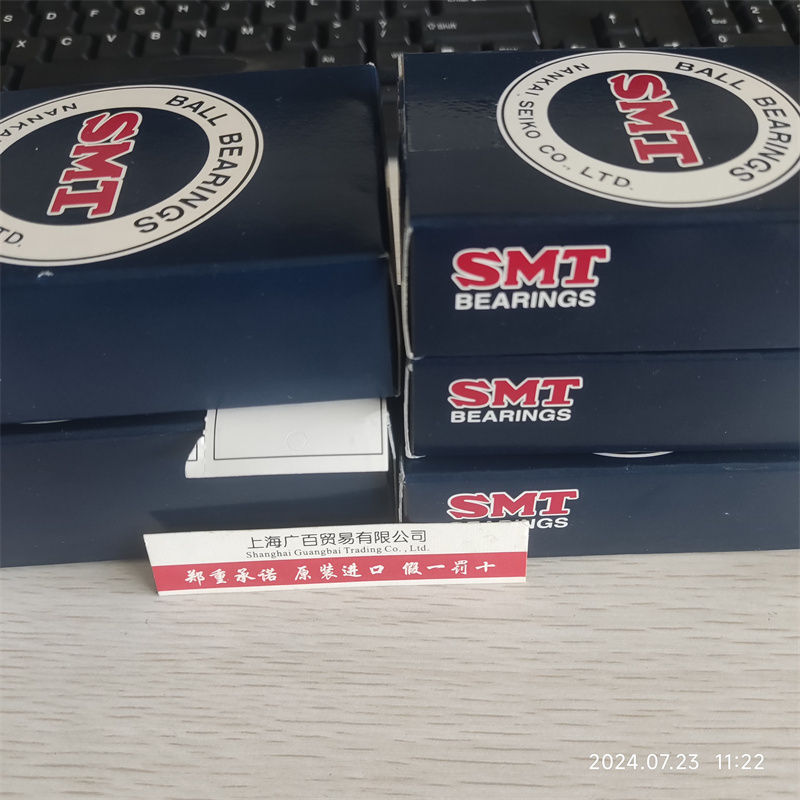 BALL BEARINGS
SMT
NANKAI
LTD.
BALL BEARINGS
SMT
NANKAI SEIKO CO., LTD.
SMT
BEARINGS
SMT
BEARINGS
SMT
BEARINGS
上海广百贸易有限公司
Shanghai Guangbai Trading Co., Ltd.
郑重承诺 原装进口 假一罚十
2024.07.23 11:22